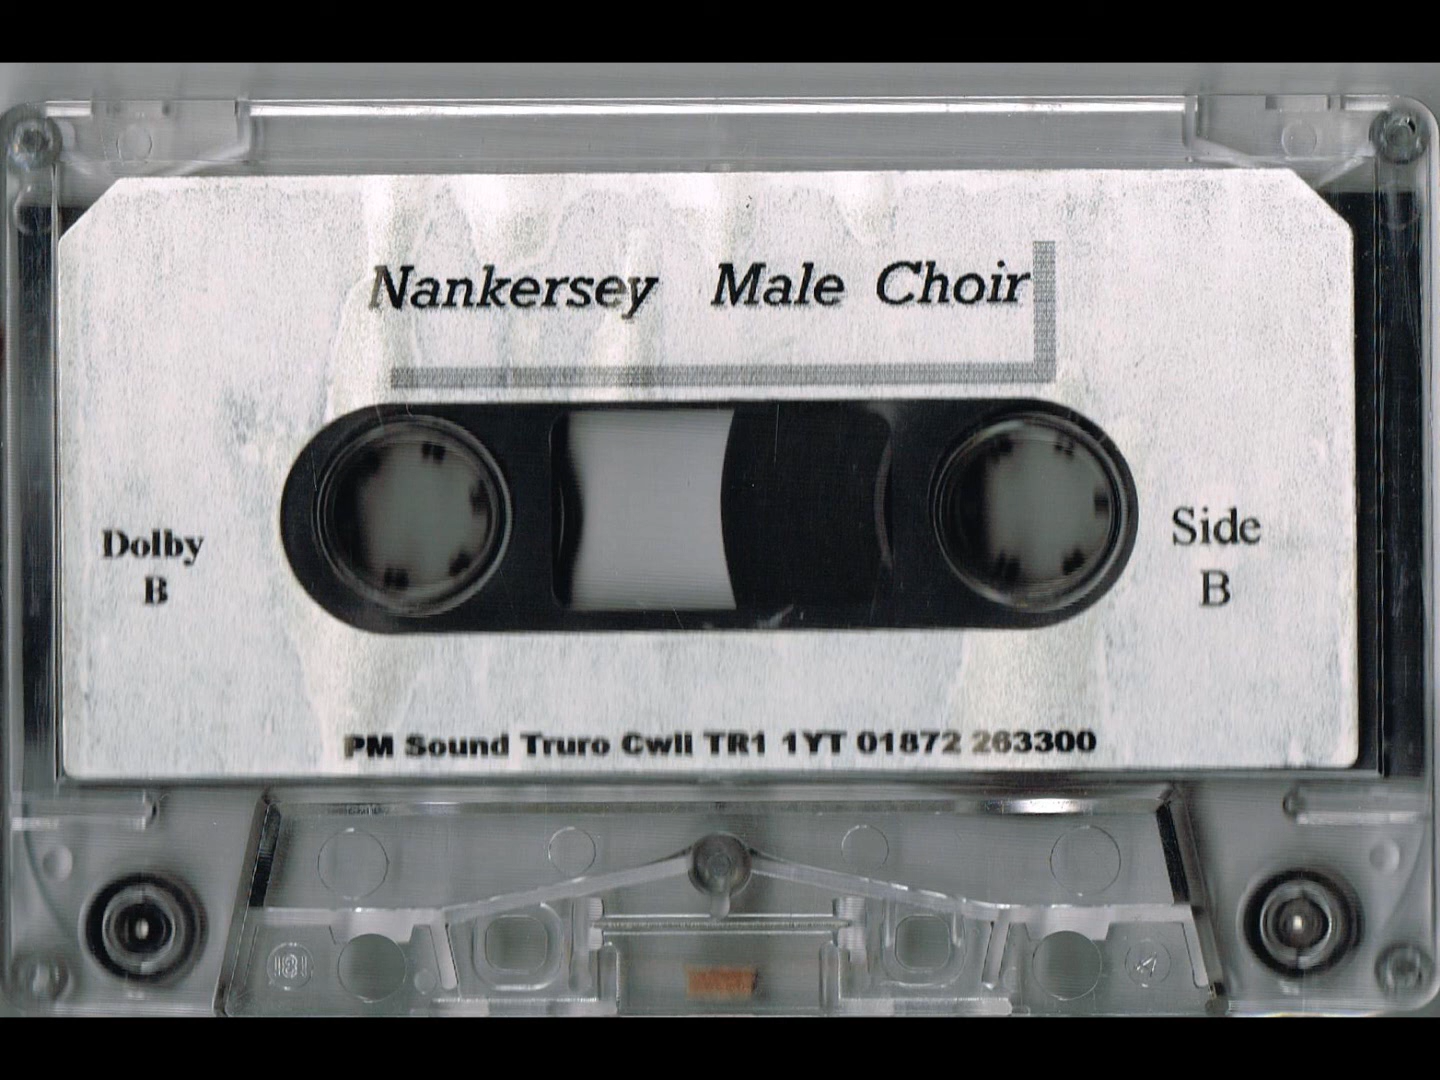 Nankersey Male Choir
Dolby
B
Side
B
PM Sound Truro Cwll TR1 1YT 01872 263300